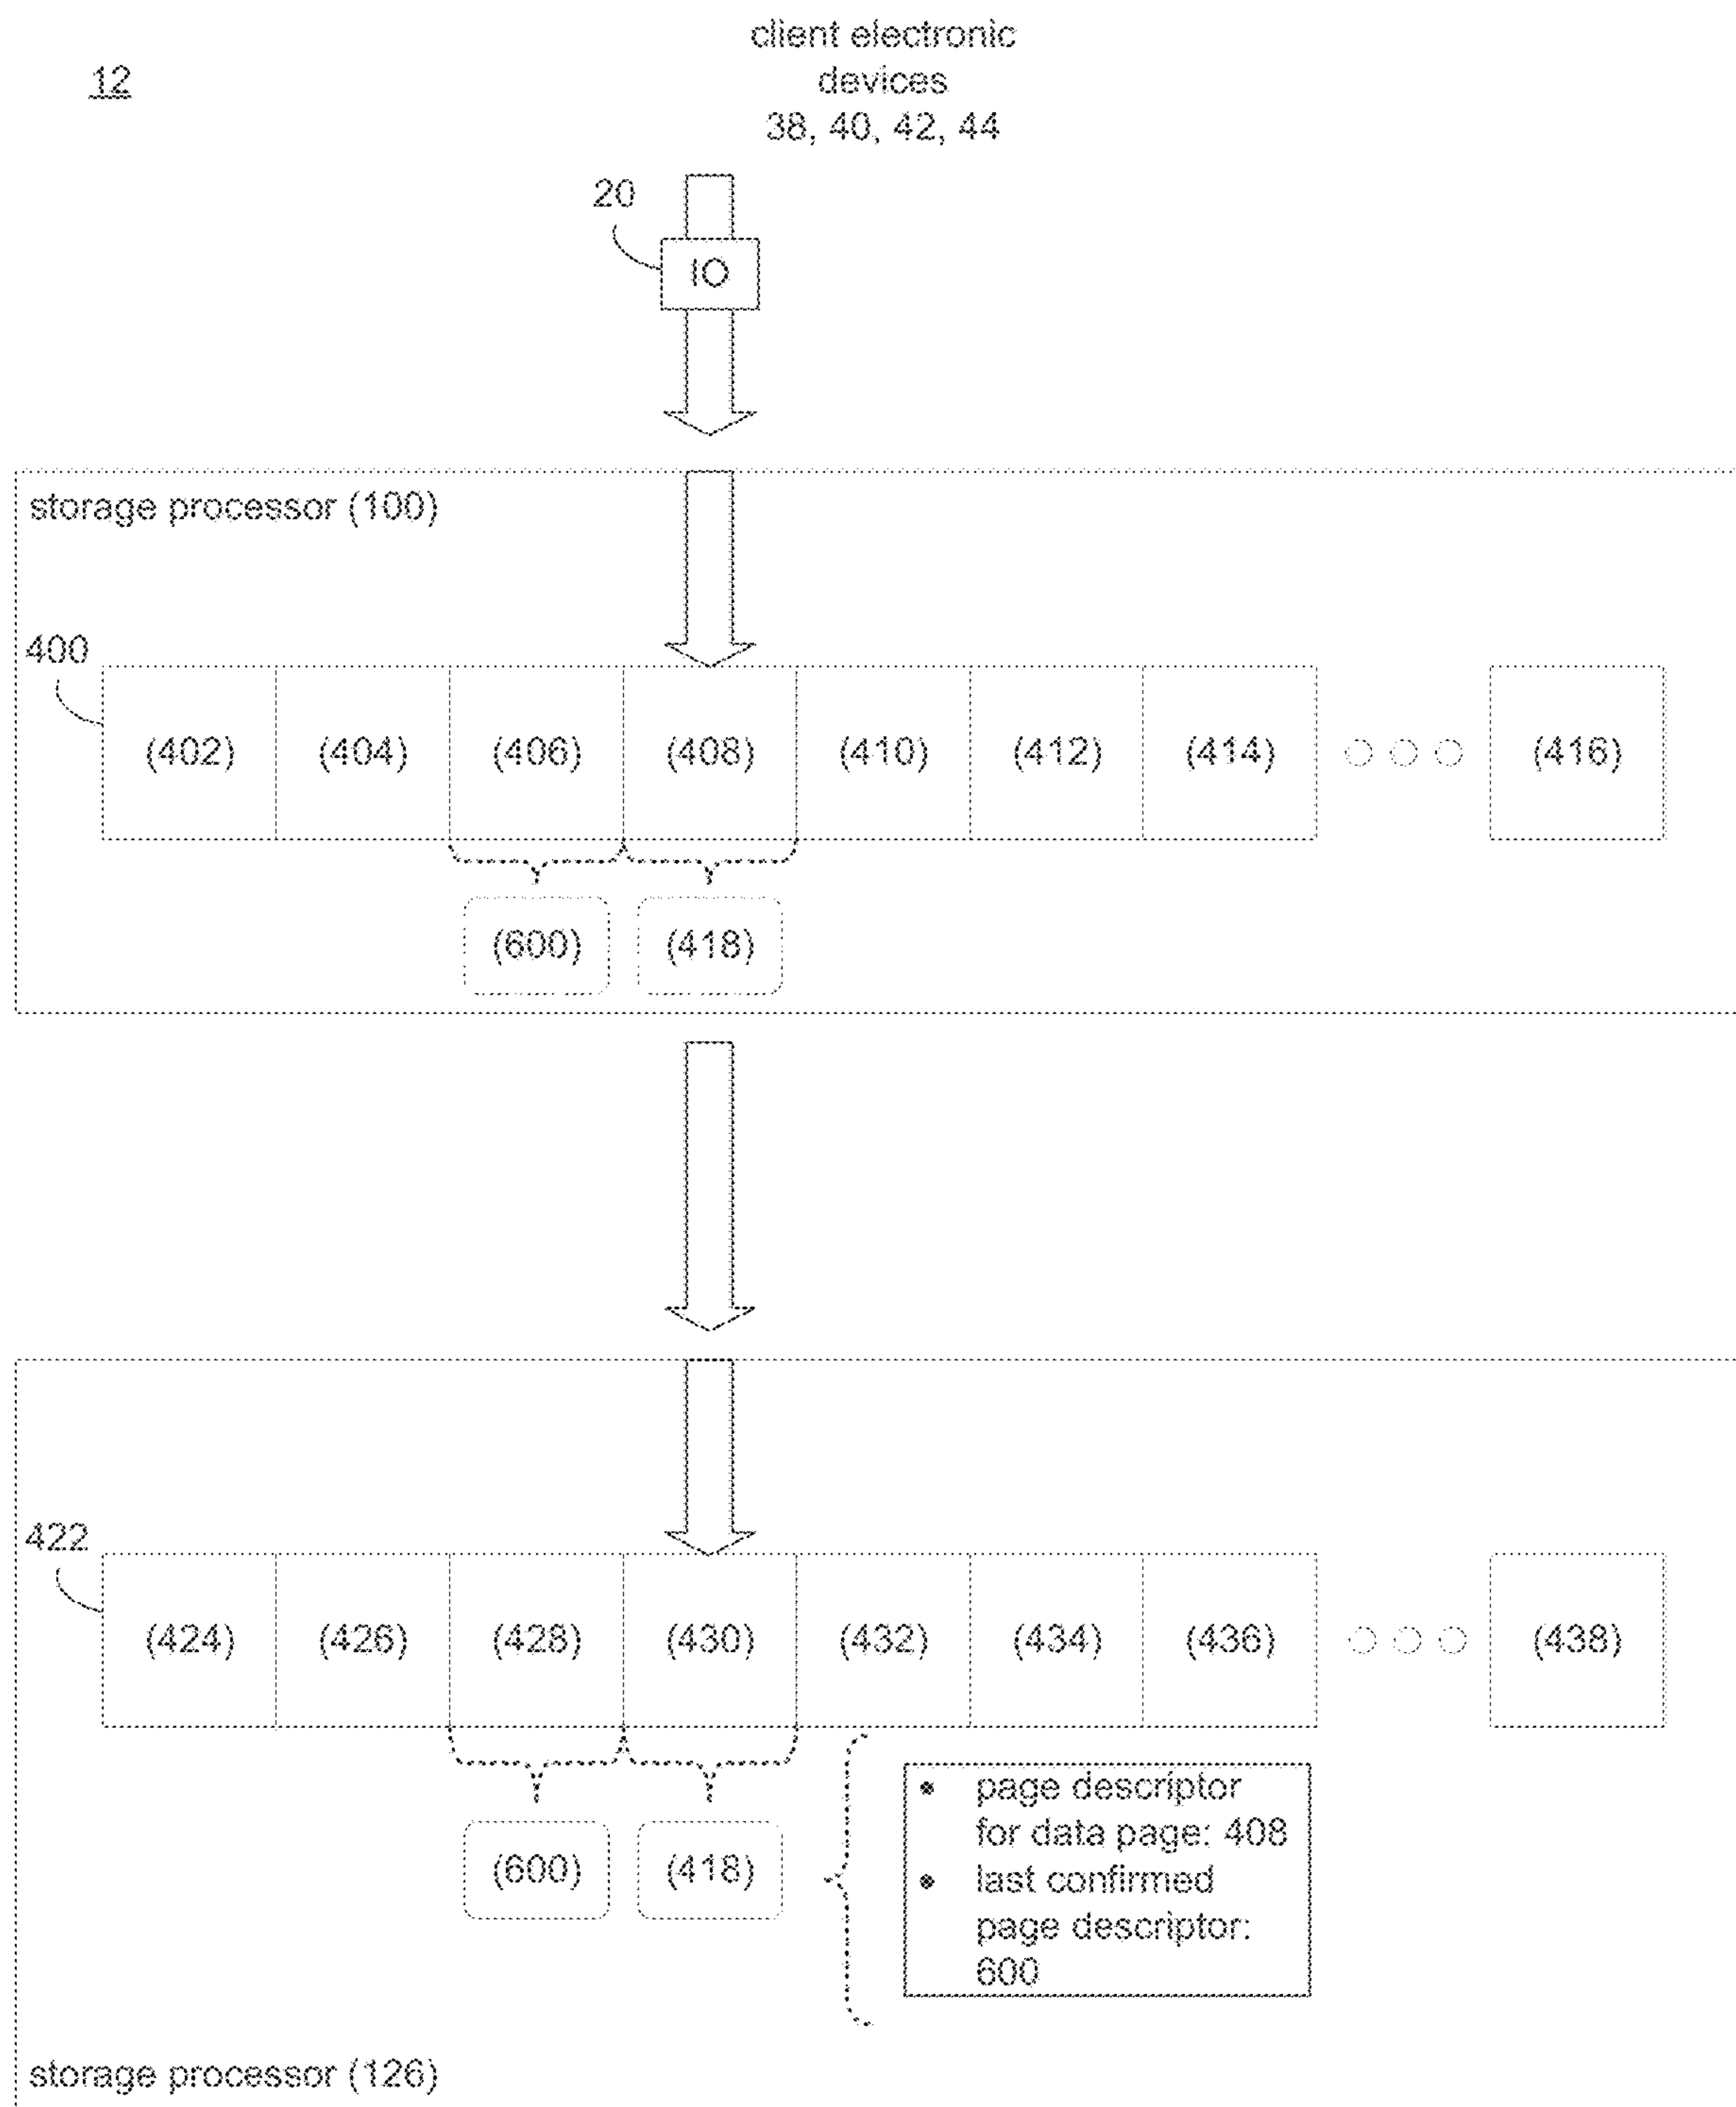 client electronic
12
devices
38, 40, 42, 44
20
IO
storage processor (100)
400
(402) (404) (406) (408) (410) (412) (414) (416)
(600) (418)
422
(424) (426) (428) (430) (432) (434) (436) (438)
• page descriptor
for data page: 408
• last confirmed
page descriptor:
600
(600) (418)
storage processor (126)